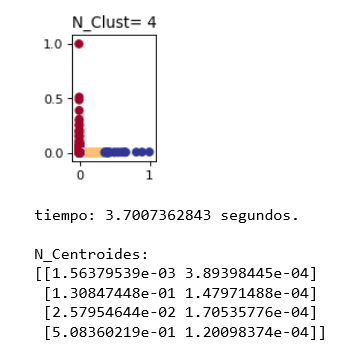 N_Clust= 4
1.0
0.5
0.0
0 1
tiempo: 3.7007362843 segundos.
N_Centroides:
[[1.56379539e-03 3.89398445e-04]
[1.30847448e-01 1.47971488e-04]
[2.57954644e-02 1.70535776e-04]
[5.08360219e-01 1.20098374e-04]]